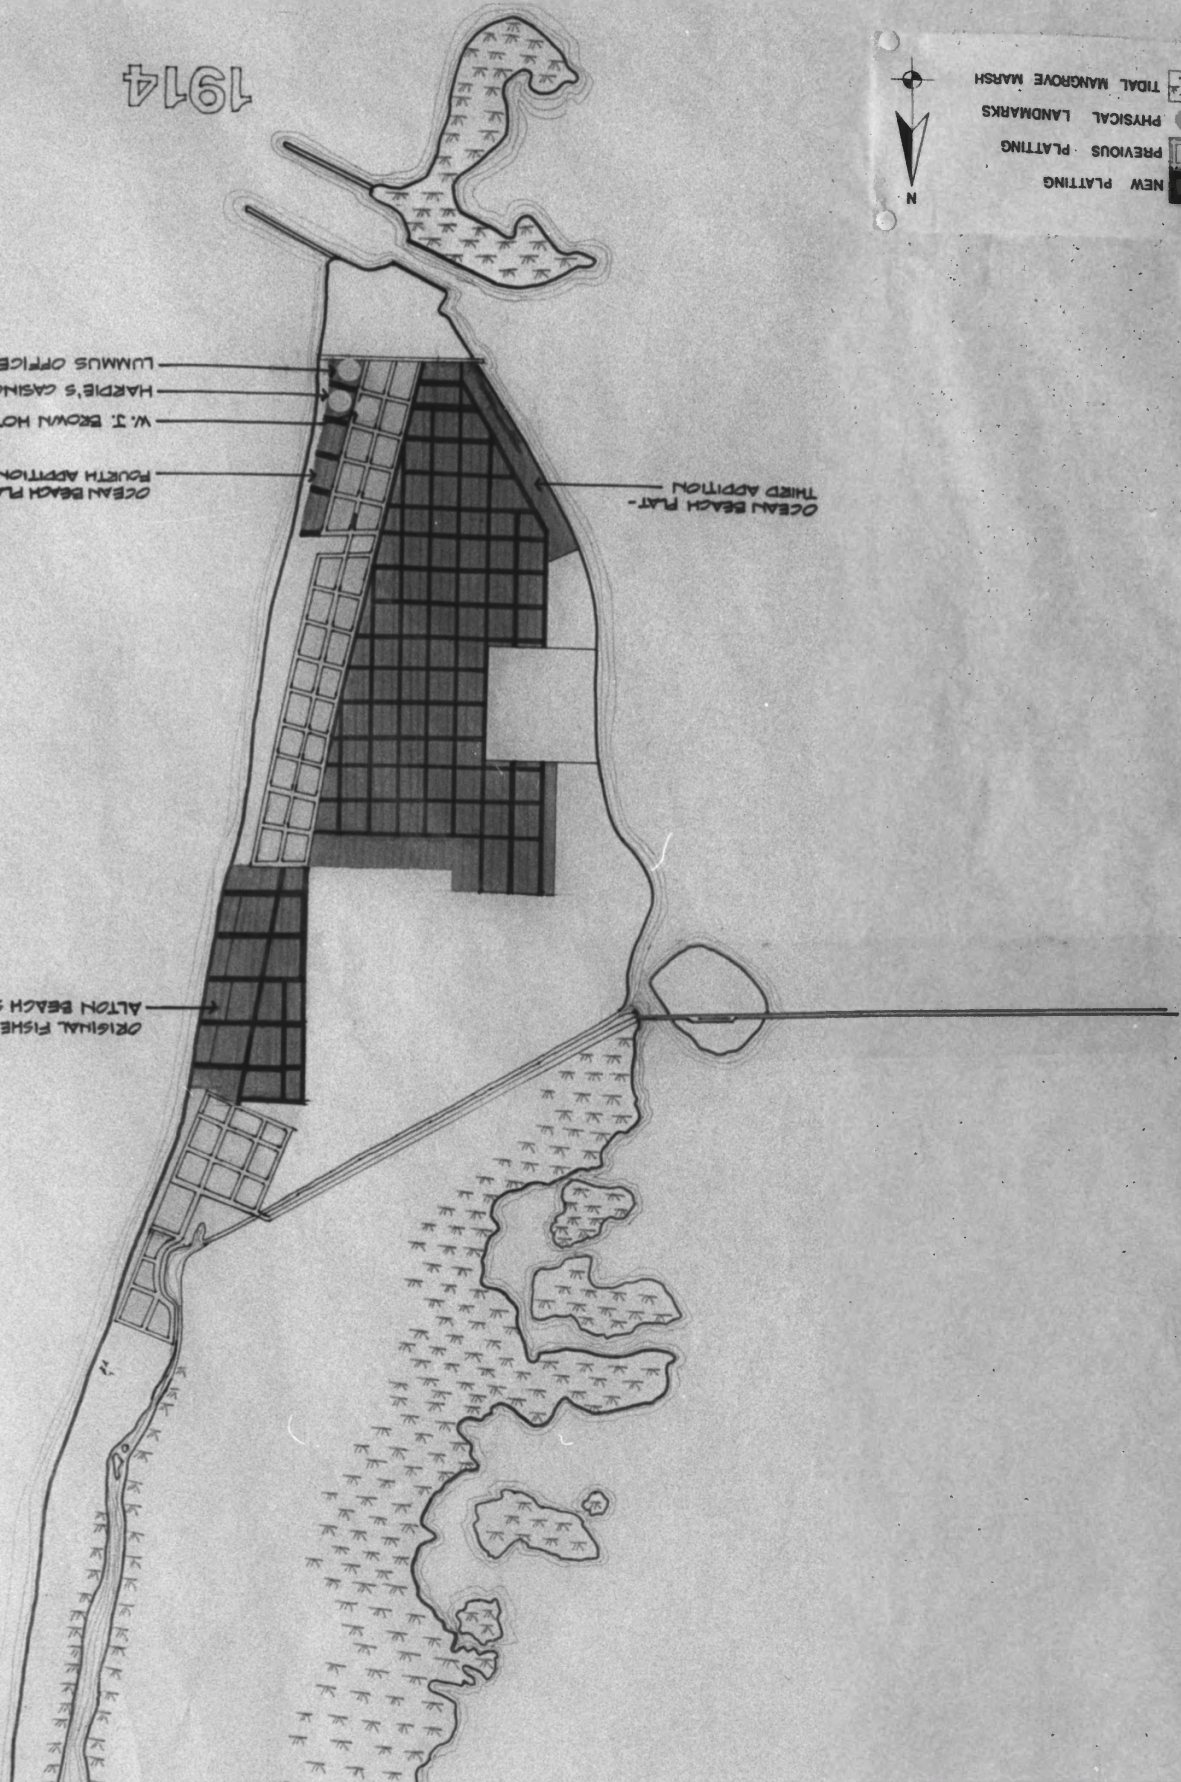 ORIGINAL FISHE
ALTON BEACH S
OCEAN BEACH PLAT-
THIRD ADDITION
OCEAN BEACH PLA
FOURTH ADDITION
W. J. BROWN HOT
HARDIE'S CASINO
LUMMUS OFFICE
N
NEW PLATTING
PREVIOUS PLATTING
PHYSICAL LANDMARKS
TIDAL MANGROVE MARSH
1914